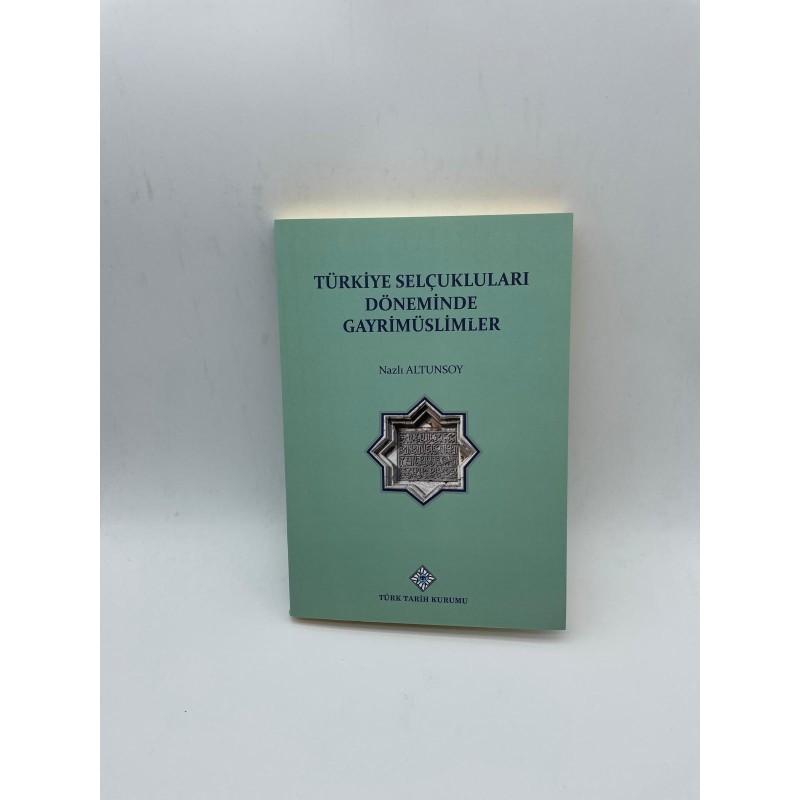 TÜRKİYE SELÇUKLULARI
DÖNEMİNDE
GAYRİMÜSLİMLER
Nazlı ALTUNSOY
TÜRK TARİH KURUMU